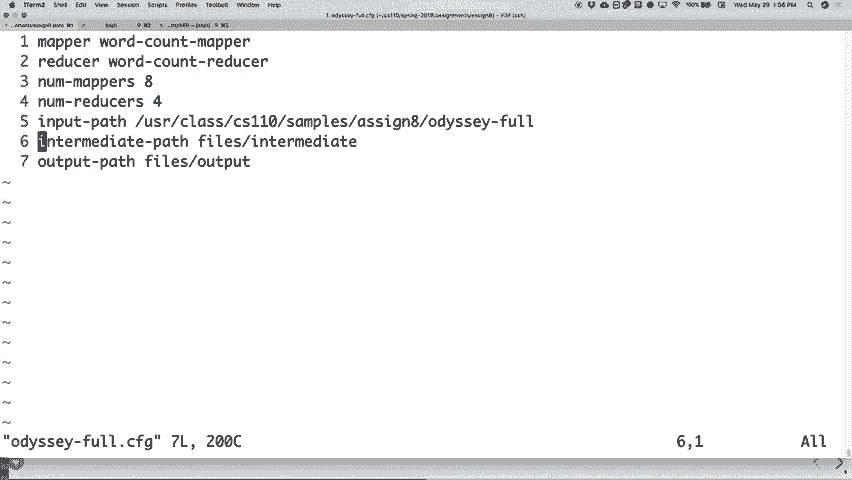 iTerm2 Shell Edit View Session Scripts Profiles Toolbelt Window Help 100% Wed May 29 1:56 PM
1. odyssey-full.cfg (~/cs110/spring-2019/assignments/assign8) - VIM (ssh)
1 mapper word-count-mapper
2 reducer word-count-reducer
3 num-mappers 8
4 num-reducers 4
5 input-path /usr/class/cs110/samples/assign8/odyssey-full
6 intermediate-path files/intermediate
7 output-path files/output
~
~
~
~
~
~
~
~
~
~
~
~
~
"odyssey-full.cfg" 7L, 200C 6,1 All